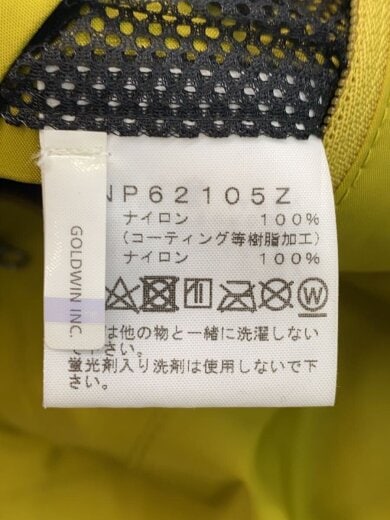 NP62105Z
ナイロン 100%
(コーティング等樹脂加工)
ナイロン 100%
W
GOLDWIN INC.
は他の物と一緒に洗濯しない
さい。
蛍光剤入り洗剤は使用しないで下
さい。